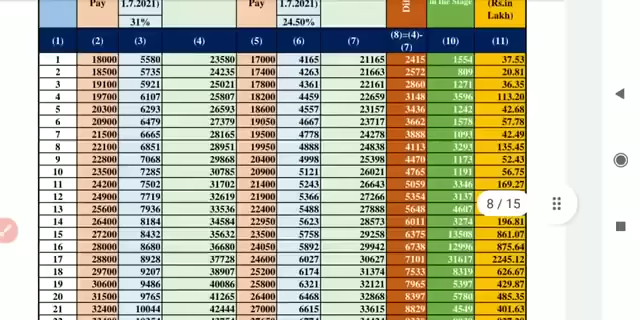 Pay 1.7.2021) Pay 1.7.2021) in the Stage (Rs.in
Lakh)
31% 24.50%
(8)=(4)-
(1) (2) (3) (4) (5) (6) (7) (7) (10) (11)
1 18000 5580 23580 17000 4165 21165 2415 1554 37.53
2 18500 5735 24235 17400 4263 21663 2572 809 20.81
3 19100 5921 25021 17800 4361 22161 2860 1271 36.35
4 19700 6107 25807 18200 4459 22659 3148 3596 113.20
5 20300 6293 26593 18600 4557 23157 3436 1242 42.68
6 20900 6479 27379 19050 4667 23717 3662 1578 57.78
7 21500 6665 28165 19500 4778 24278 3888 1093 42.49
8 22100 6851 28951 19950 4888 24838 4113 3293 135.45
9 22800 7068 29868 20400 4998 25398 4470 1173 52.43
10 23500 7285 30785 20900 5121 26021 4765 1191 56.75
11 24200 7502 31702 21400 5243 26643 5059 3346 169.27
12 24900 7719 32619 21900 5366 27266 5354 3137
8 / 15
13 25600 7936 33536 22400 5488 27888 5648 4607
14 26400 8184 34584 22950 5623 28573 6011 3274 196.81
15 27200 8432 35632 23500 5758 29258 6375 13508 861.07
16 28000 8680 36680 24050 5892 29942 6738 12996 875.64
17 28800 8928 37728 24600 6027 30627 7101 31617 2245.12
18 29700 9207 38907 25200 6174 31374 7533 8319 626.67
19 30600 9486 40086 25800 6321 32121 7965 5397 429.87
20 31500 9765 41265 26400 6468 32868 8397 5780 485.35
21 32400 10044 42444 27000 6615 33615 8829 4549 401.63